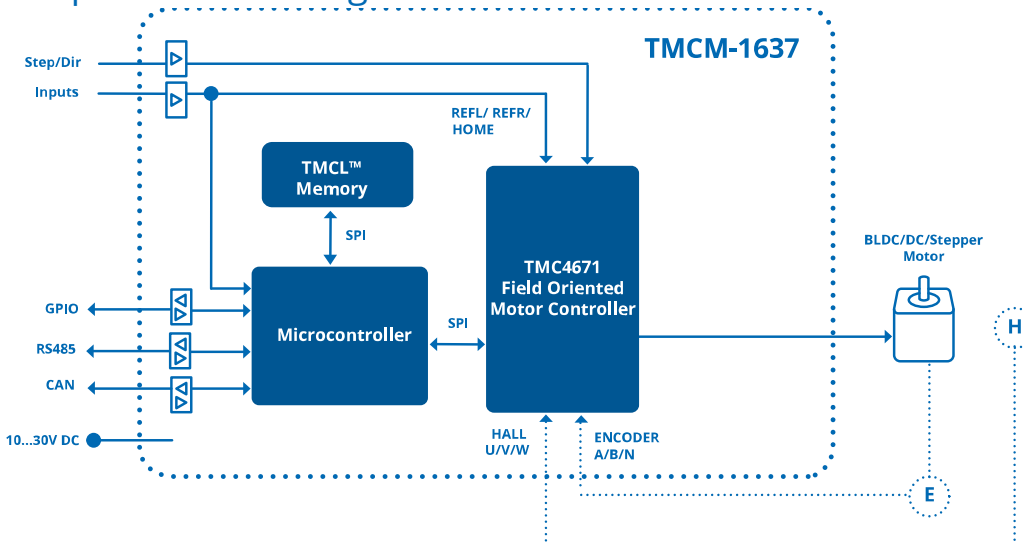 TMCM-1637
Step/Dir
Inputs
REFL/ REFR/
HOME
TMCL™
Memory
SPI
BLDC/DC/Stepper
Motor
TMC4671
Field Oriented
Motor Controller
GPIO
RS485
CAN
Microcontroller
SPI
H
10...30V DC
HALL
U/V/W
ENCODER
A/B/N
E